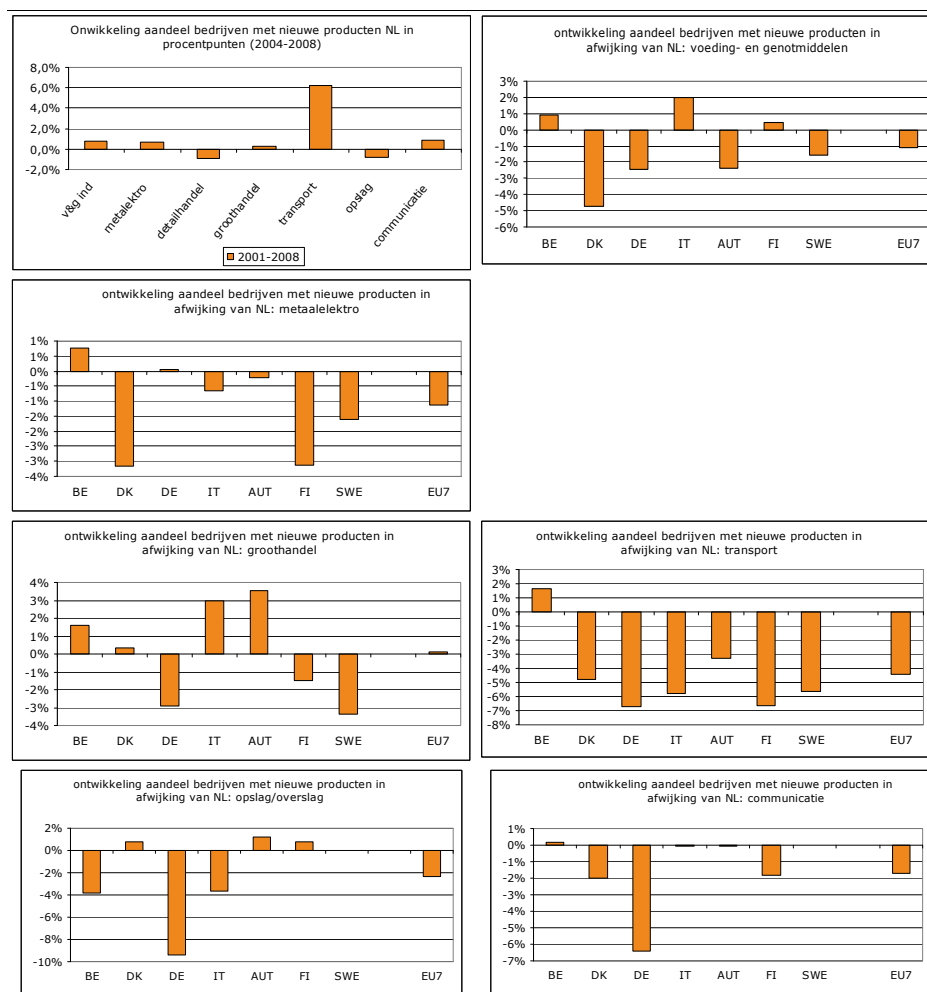 Onwikkeling aandeel bedrijven met nieuwe producten NL in
procentpunten (2004-2008)
8,0%
6,0%
4,0%
2,0%
0,0%
-2,0%
v&g ind
metalektro
detailhandel
groothandel
transport
opslag
communicatie
2001-2008
ontwikkeling aandeel bedrijven met nieuwe producten in
afwijking van NL: voeding- en genotmiddelen
3%
2%
1%
0%
-1%
-2%
-3%
-4%
-5%
-6%
BE DK DE IT AUT FI SWE EU7
ontwikkeling aandeel bedrijven met nieuwe producten in
afwijking van NL: metaalelektro
1%
1%
0%
-1%
-1%
-2%
-2%
-3%
-3%
-4%
BE DK DE IT AUT FI SWE EU7
ontwikkeling aandeel bedrijven met nieuwe producten in
afwijking van NL: groothandel
4%
3%
2%
1%
0%
-1%
-2%
-3%
-4%
BE DK DE IT AUT FI SWE EU7
ontwikkeling aandeel bedrijven met nieuwe producten in
afwijking van NL: transport
3%
2%
1%
0%
-1%
-2%
-3%
-4%
-5%
-6%
-7%
-8%
BE DK DE IT AUT FI SWE EU7
ontwikkeling aandeel bedrijven met nieuwe producten in
afwijking van NL: opslag/overslag
2%
0%
-2%
-4%
-6%
-8%
-10%
BE DK DE IT AUT FI SWE EU7
ontwikkeling aandeel bedrijven met nieuwe producten in
afwijking van NL: communicatie
1%
0%
-1%
-2%
-3%
-4%
-5%
-6%
-7%
BE DK DE IT AUT FI SWE EU7